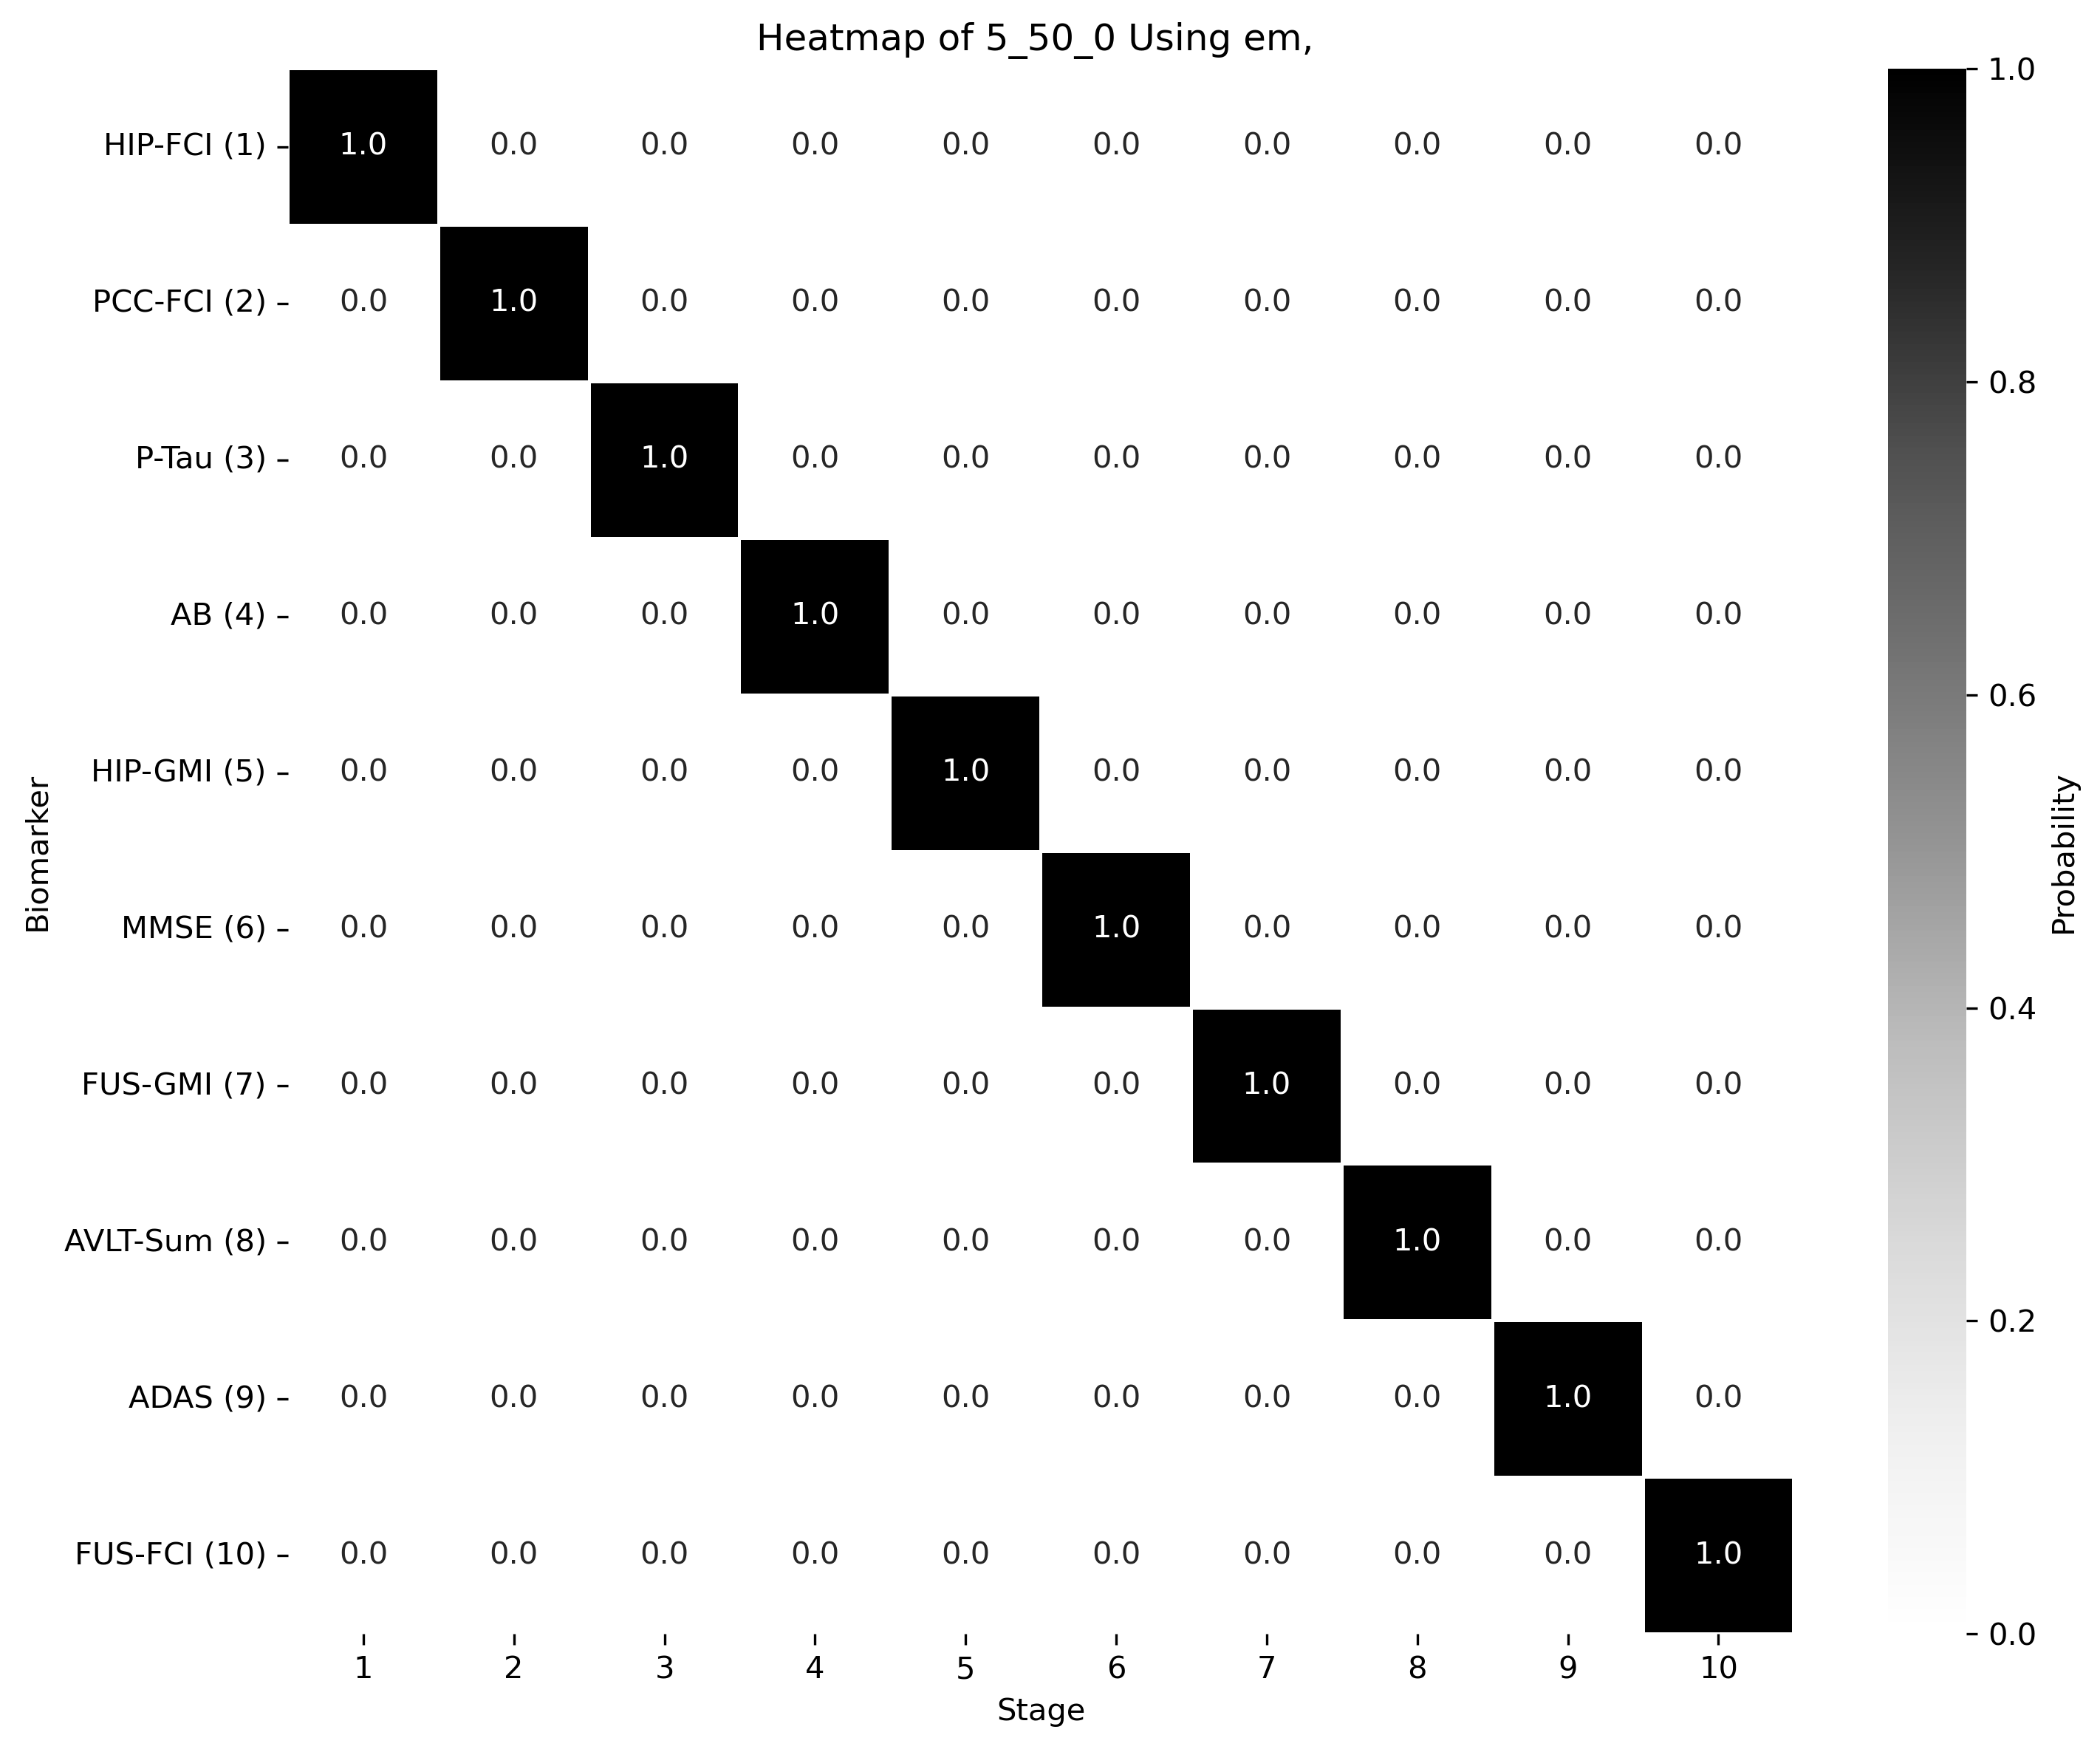 Heatmap of 5_50_0 Using em,
HIP-FCI (1) 1.0 0.0 0.0 0.0 0.0 0.0 0.0 0.0 0.0 0.0
PCC-FCI (2) 0.0 1.0 0.0 0.0 0.0 0.0 0.0 0.0 0.0 0.0
P-Tau (3) 0.0 0.0 1.0 0.0 0.0 0.0 0.0 0.0 0.0 0.0
AB (4) 0.0 0.0 0.0 1.0 0.0 0.0 0.0 0.0 0.0 0.0
HIP-GMI (5) 0.0 0.0 0.0 0.0 1.0 0.0 0.0 0.0 0.0 0.0
MMSE (6) 0.0 0.0 0.0 0.0 0.0 1.0 0.0 0.0 0.0 0.0
FUS-GMI (7) 0.0 0.0 0.0 0.0 0.0 0.0 1.0 0.0 0.0 0.0
AVLT-Sum (8) 0.0 0.0 0.0 0.0 0.0 0.0 0.0 1.0 0.0 0.0
ADAS (9) 0.0 0.0 0.0 0.0 0.0 0.0 0.0 0.0 1.0 0.0
FUS-FCI (10) 0.0 0.0 0.0 0.0 0.0 0.0 0.0 0.0 0.0 1.0
1 2 3 4 5 6 7 8 9 10
Stage
Biomarker
1.0
0.8
0.6
0.4
0.2
0.0
Probability